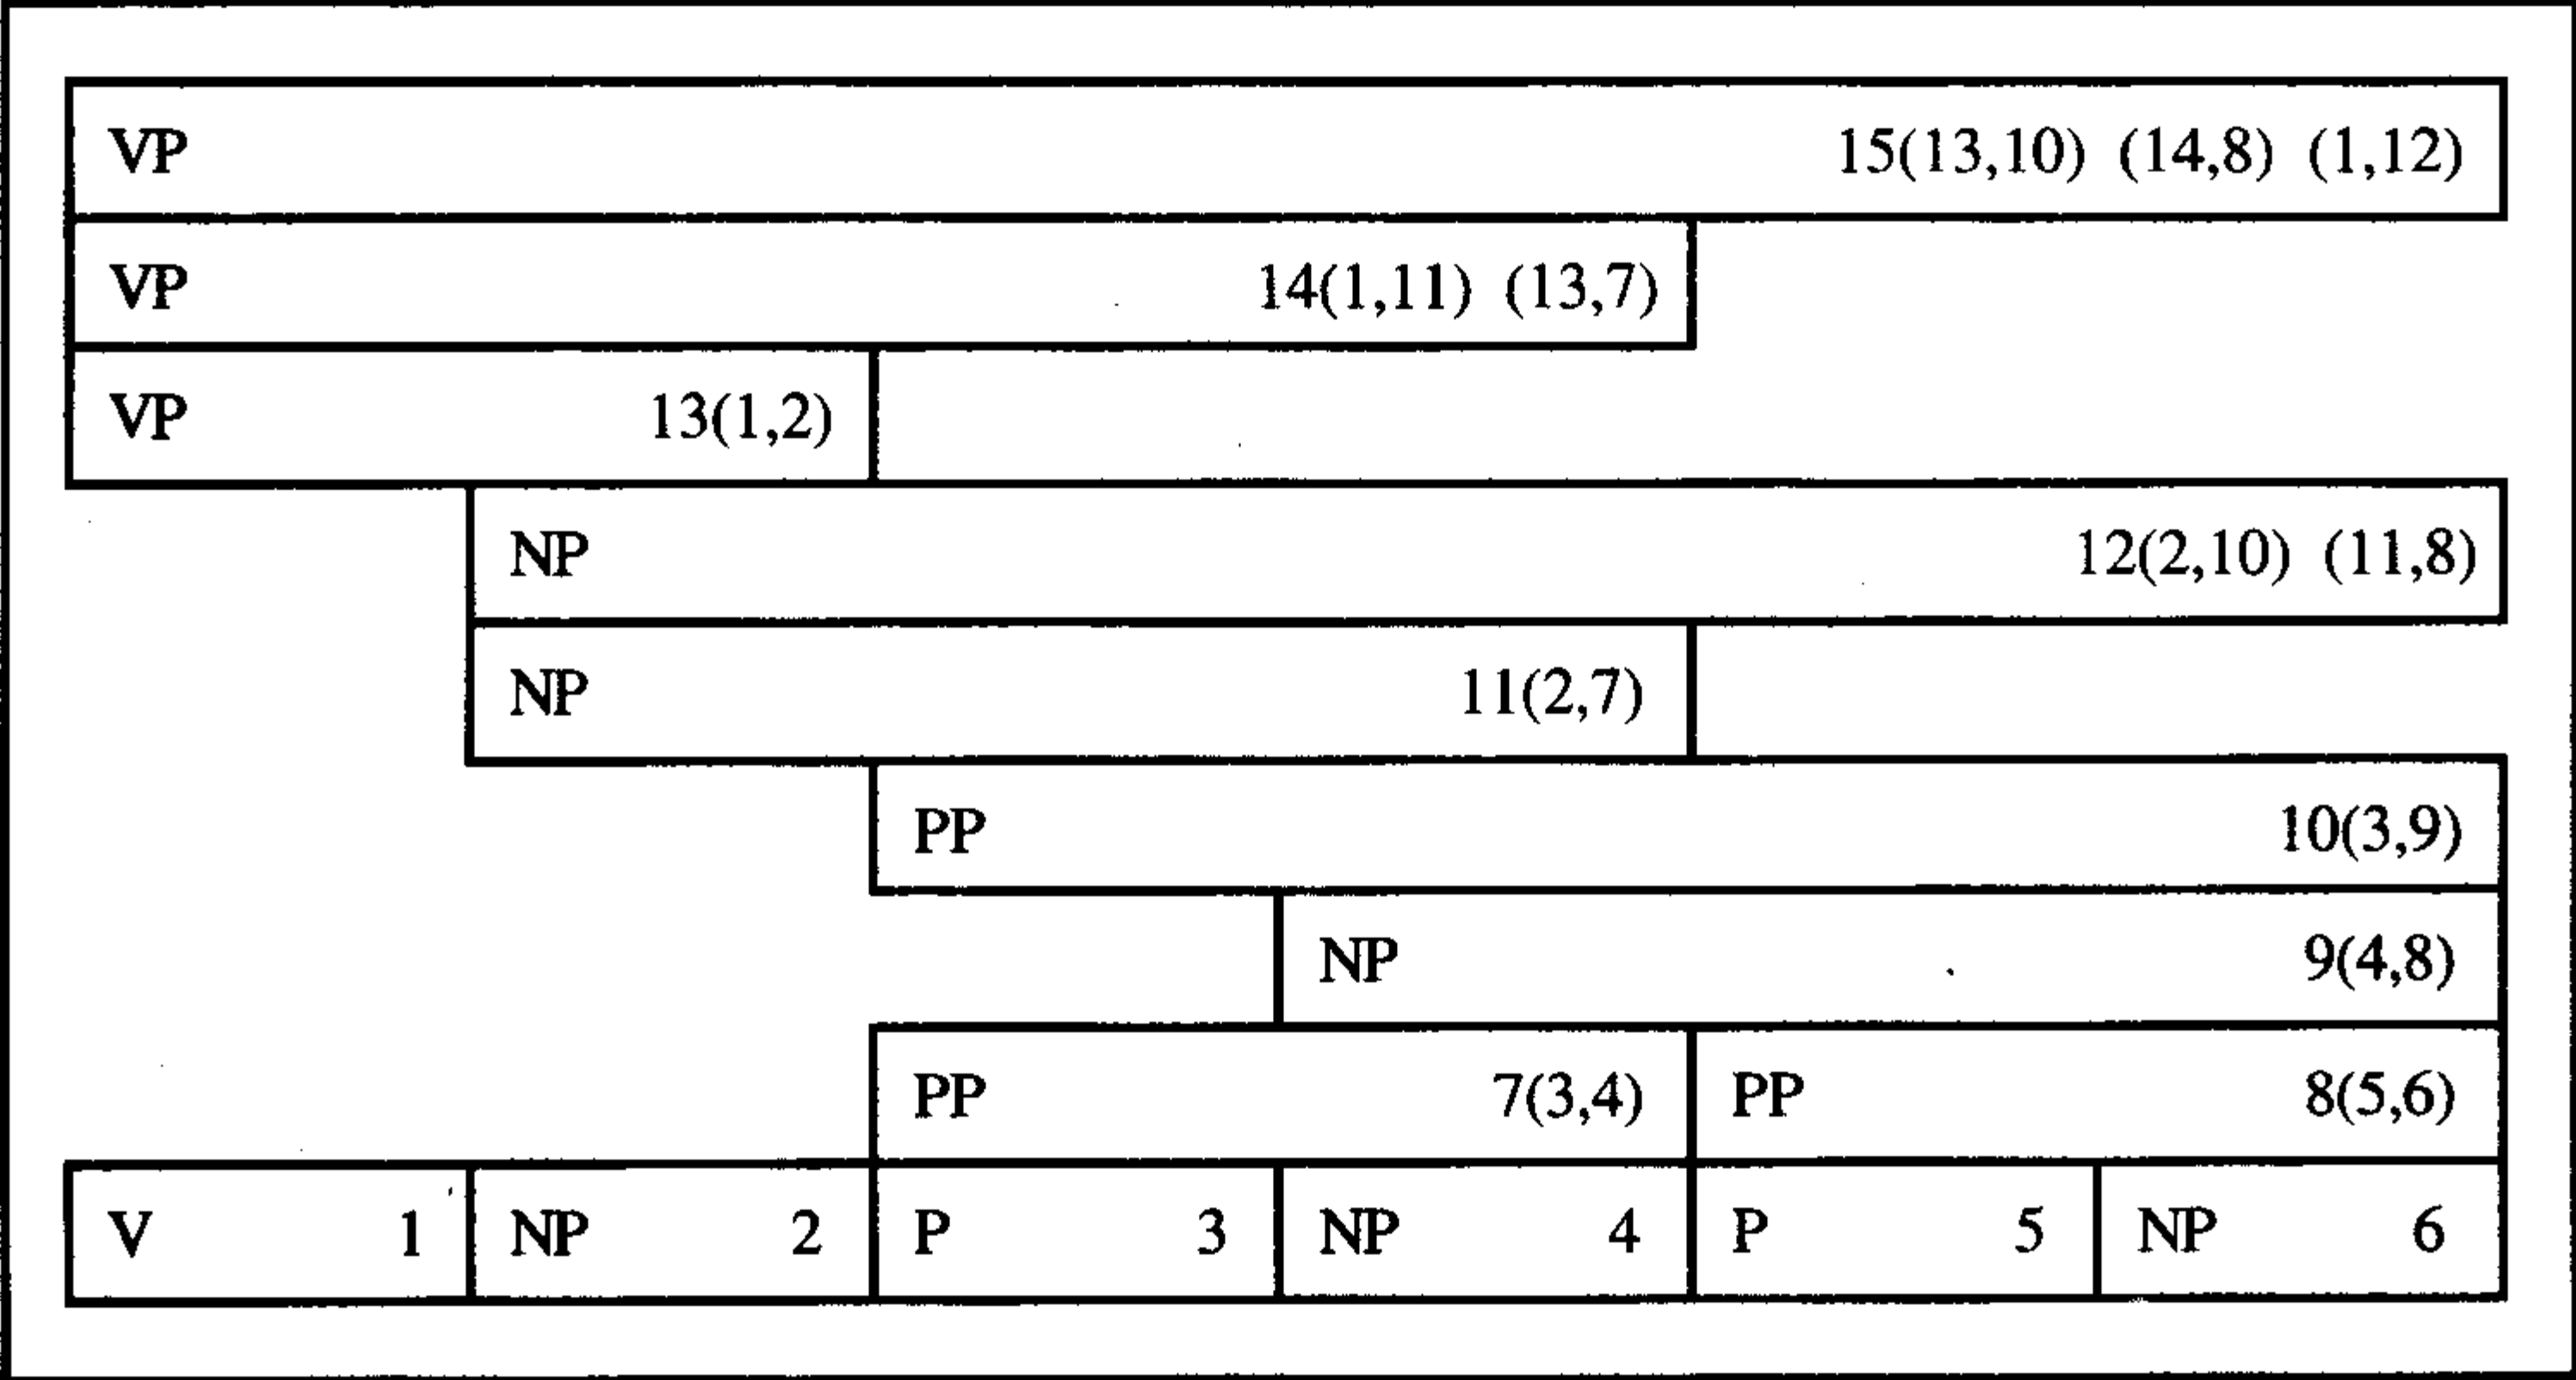 VP 15(13,10) (14,8) (1,12)
VP 14(1,11) (13,7)
VP 13(1,2)
NP 12(2,10) (11,8)
NP 11(2,7)
PP 10(3,9)
NP 9(4,8)
PP 7(3,4) PP 8(5,6)
V 1 NP 2 P 3 NP 4 P 5 NP 6